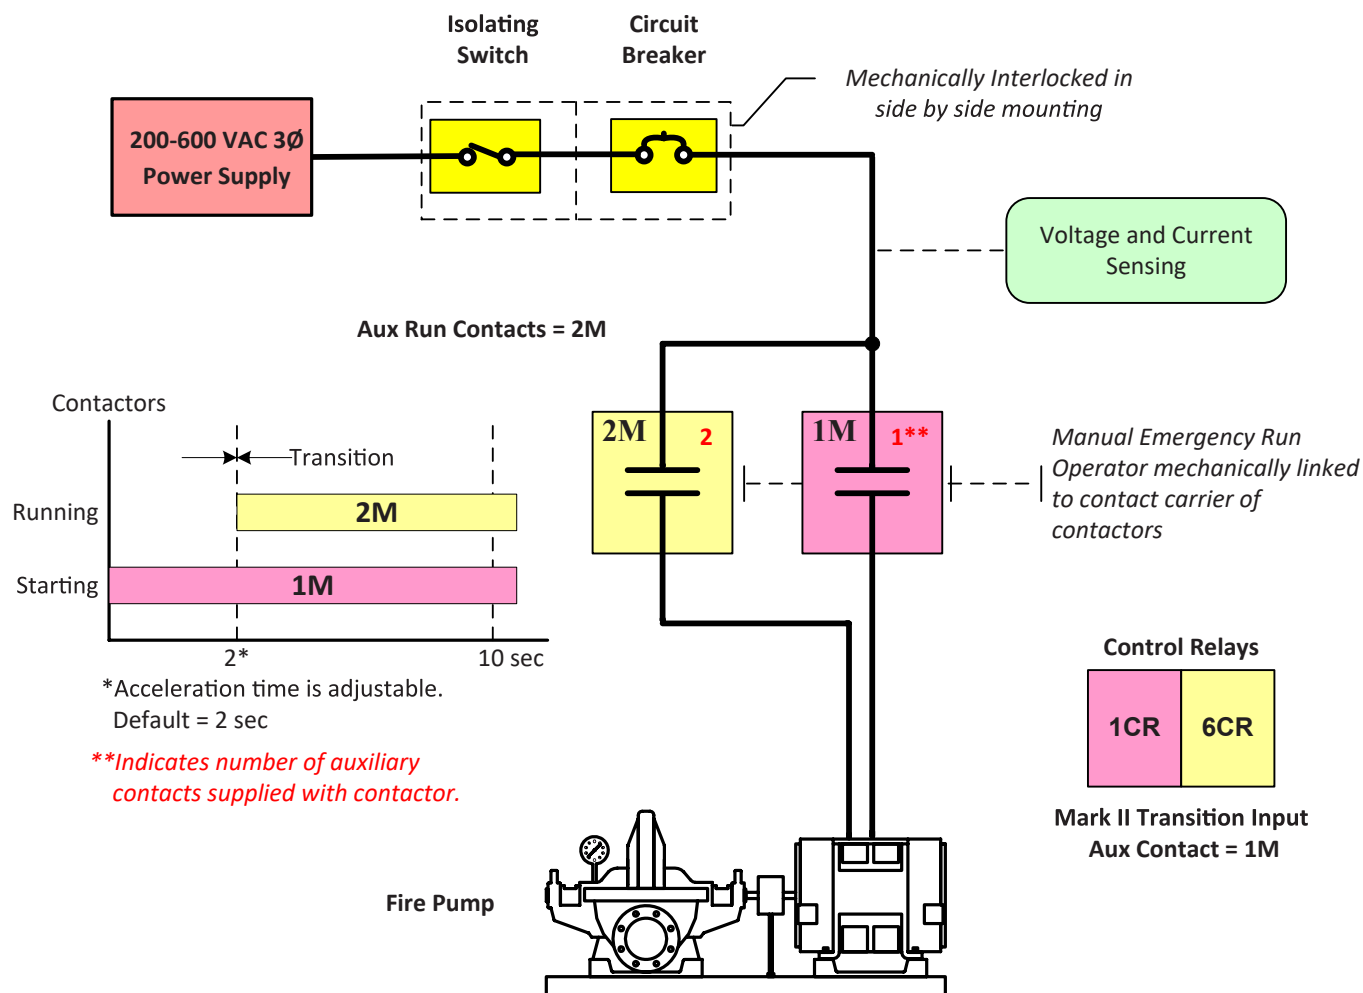 Isolating
Switch
Circuit
Breaker
Mechanically Interlocked in
side by side mounting
200-600 VAC 3Ø
Power Supply
Voltage and Current
Sensing
Aux Run Contacts = 2M
Contactors
Transition
Running
2M
Starting
1M
2*
10 sec
*Acceleration time is adjustable.
Default = 2 sec
**Indicates number of auxiliary
contacts supplied with contactor.
2M
2
1M
1**
Manual Emergency Run
Operator mechanically linked
to contact carrier of
contactors
Control Relays
1CR
6CR
Mark II Transition Input
Aux Contact = 1M
Fire Pump